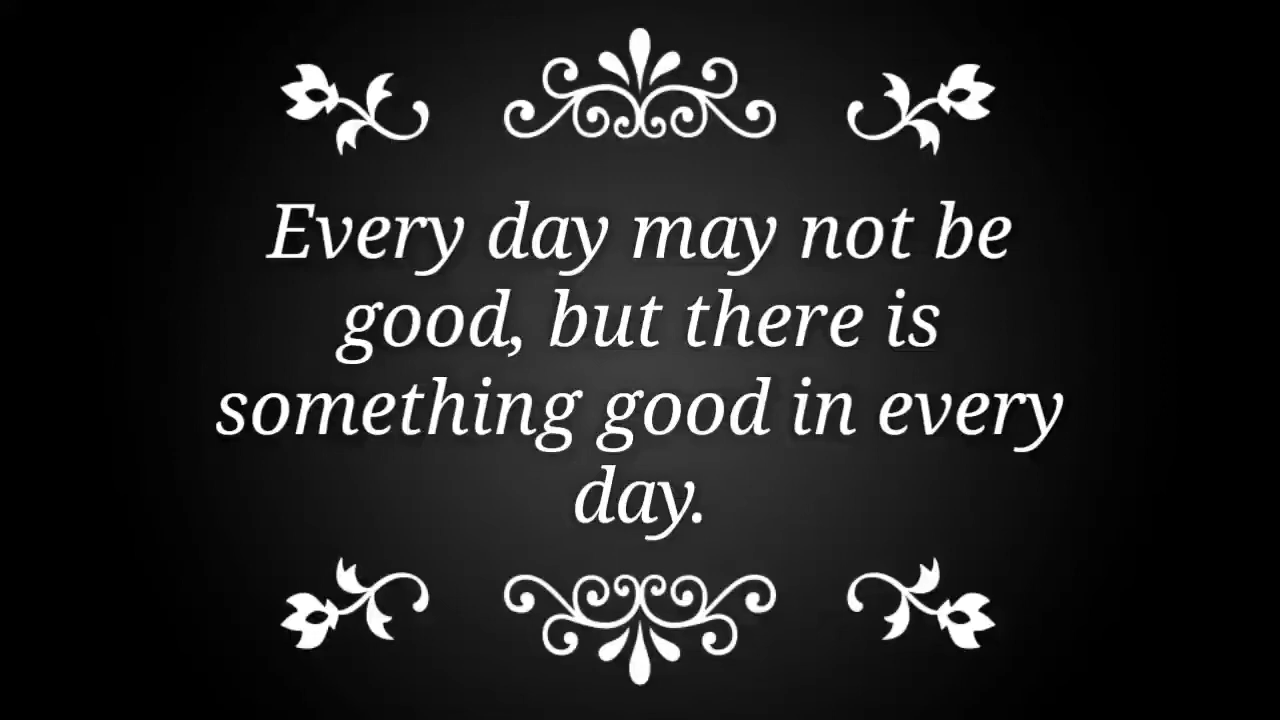 Every day may not be
good, but there is
something good in every
day.